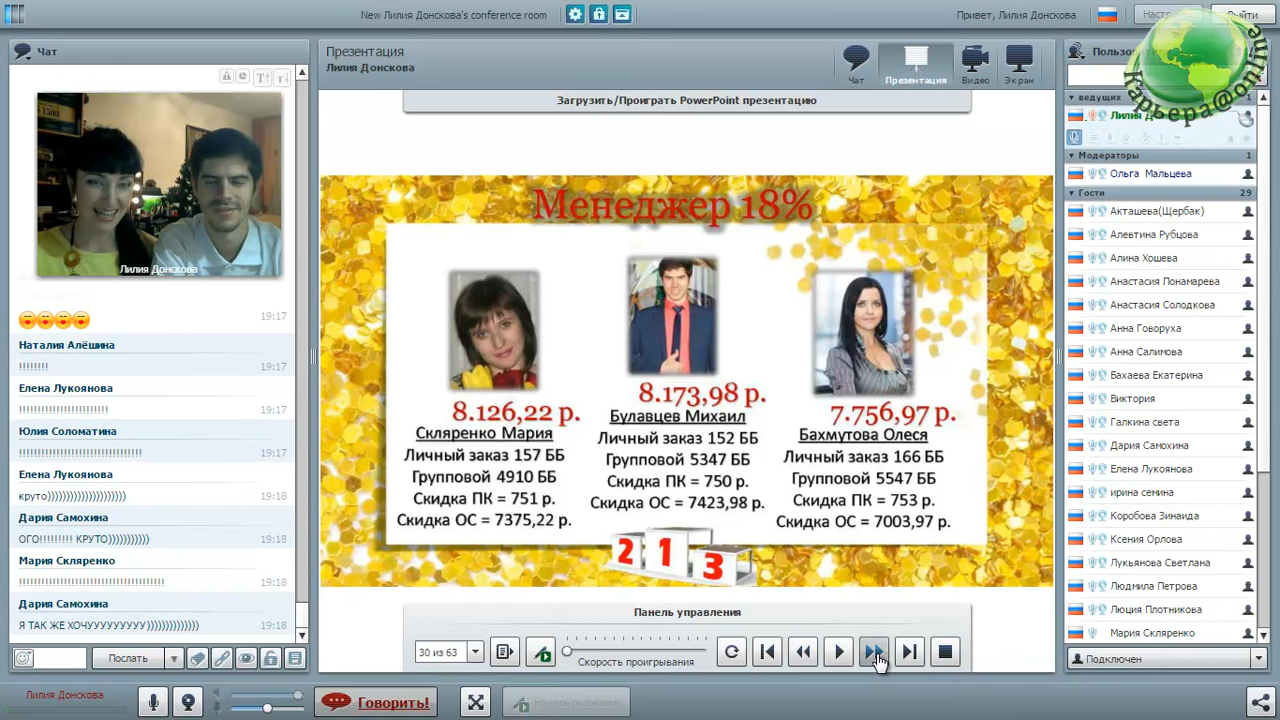 New Лилия Донскова's conference room
Привет, Лилия Донскова
Выйти
Карьера@online
Чат
Лилия Донскова
19:17
Наталия Алёшина
!!!!!!!! 19:17
Елена Лукоянова
!!!!!!!!!!!!!!!!!!!!!!!! 19:17
Юлия Соломатина
!!!!!!!!!!!!!!!!!!!!!!!!!!!!!!!!! 19:17
Елена Лукоянова
круто))))))))))))))))))))) 19:18
Дария Самохина
ОГО!!!!!!!! КРУТО))))))))))) 19:18
Мария Скляренко
!!!!!!!!!!!!!!!!!!!!!!!!!!!!!!!!!!!!!!! 19:18
Дария Самохина
Я ТАК ЖЕ ХОЧУУУУУУУУУ)))))))))))))) 19:18
Послать
Презентация
Лилия Донскова
Чат
Презентация
Видео
Экран
Загрузить/Проиграть PowerPoint презентацию
Менеджер 18%
8.126,22 р.
Скляренко Мария
Личный заказ 157 ББ
Групповой 4910 ББ
Скидка ПК = 751 р.
Скидка ОС = 7375,22 р.
8.173,98 р.
Булавцев Михаил
Личный заказ 152 ББ
Групповой 5347 ББ
Скидка ПК = 750 р.
Скидка ОС = 7423,98 р.
7.756,97 р.
Бахмутова Олеся
Личный заказ 166 ББ
Групповой 5547 ББ
Скидка ПК = 753 р.
Скидка ОС = 7003,97 р.
2 1 3
Панель управления
30 из 63
Скорость проигрывания
ведущих 1
Лилия
Модераторы 1
Ольга Мальцева
Гости 29
Акташева(Щербак)
Алевтина Рубцова
Алина Хошева
Анастасия Понамарева
Анастасия Солодкова
Анна Говоруха
Анна Салимова
Бахаева Екатерина
Виктория
Галкина света
Дария Самохина
Елена Лукоянова
ирина семина
Коробова Зинаида
Ксения Орлова
Лукьянова Светлана
Людмила Петрова
Люция Плотникова
Мария Скляренко
Подключен
Лилия Донскова
Говорить!